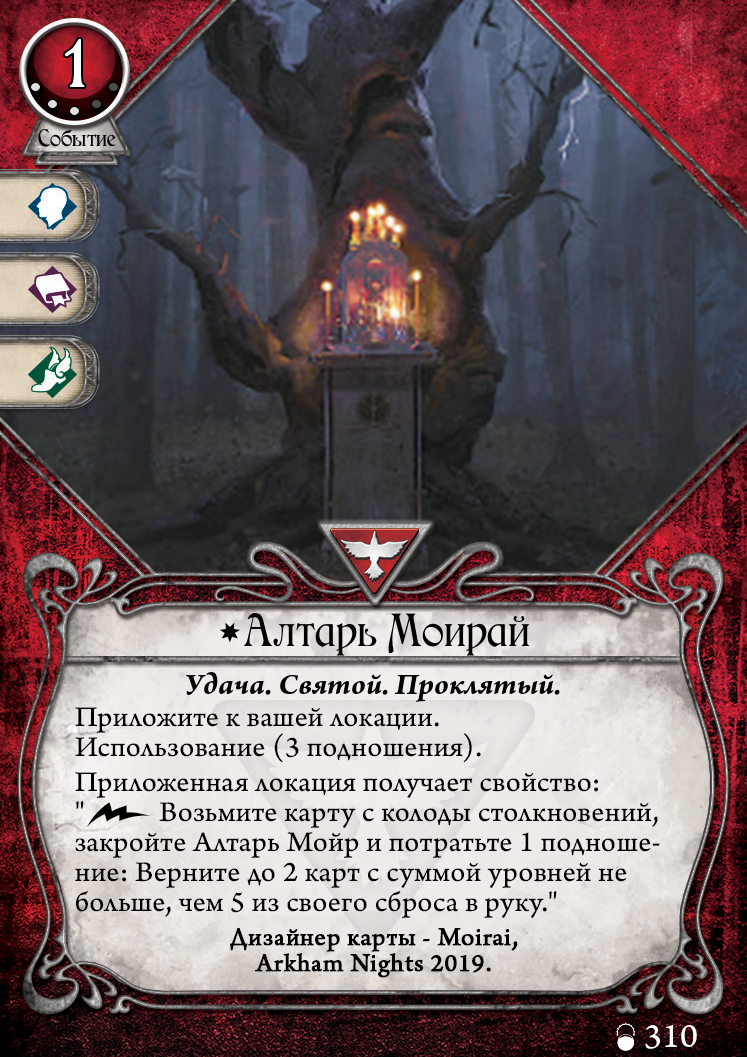 1
Событие
Алтарь Моирай
Удача. Святой. Проклятый.
Приложите к вашей локации.
Использование (3 подношения).
Приложенная локация получает свойство:
" Возьмите карту с колоды столкновений,
закройте Алтарь Мойр и потратьте 1 подноше-
ние: Верните до 2 карт с суммой уровней не
больше, чем 5 из своего сброса в руку."
Дизайнер карты - Moirai,
Arkham Nights 2019.
310